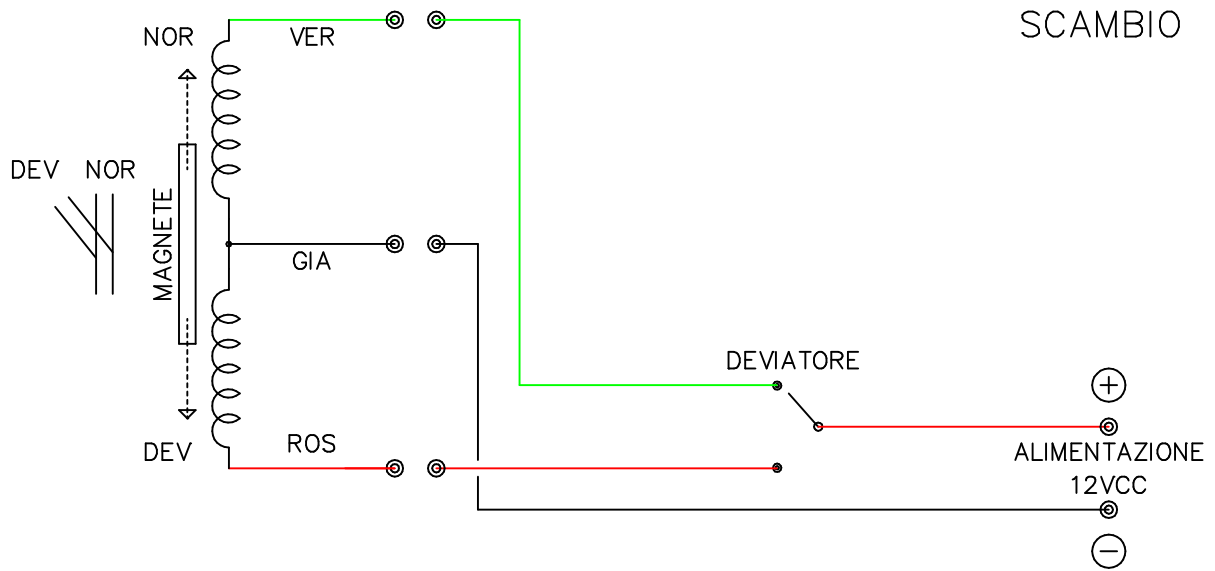 SCAMBIO
NOR
VER
DEV NOR
MAGNETE
GIA
DEV
ROS
DEVIATORE
+
ALIMENTAZIONE
12VCC
−